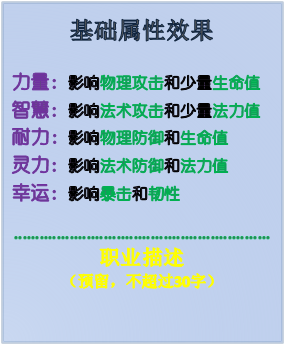 基础属性效果
力量：影响物理攻击和少量生命值
智慧：影响法术攻击和少量法力值
耐力：影响物理防御和生命值
灵力：影响法术防御和法力值
幸运：影响暴击和韧性
职业描述
（预留，不超过30字）